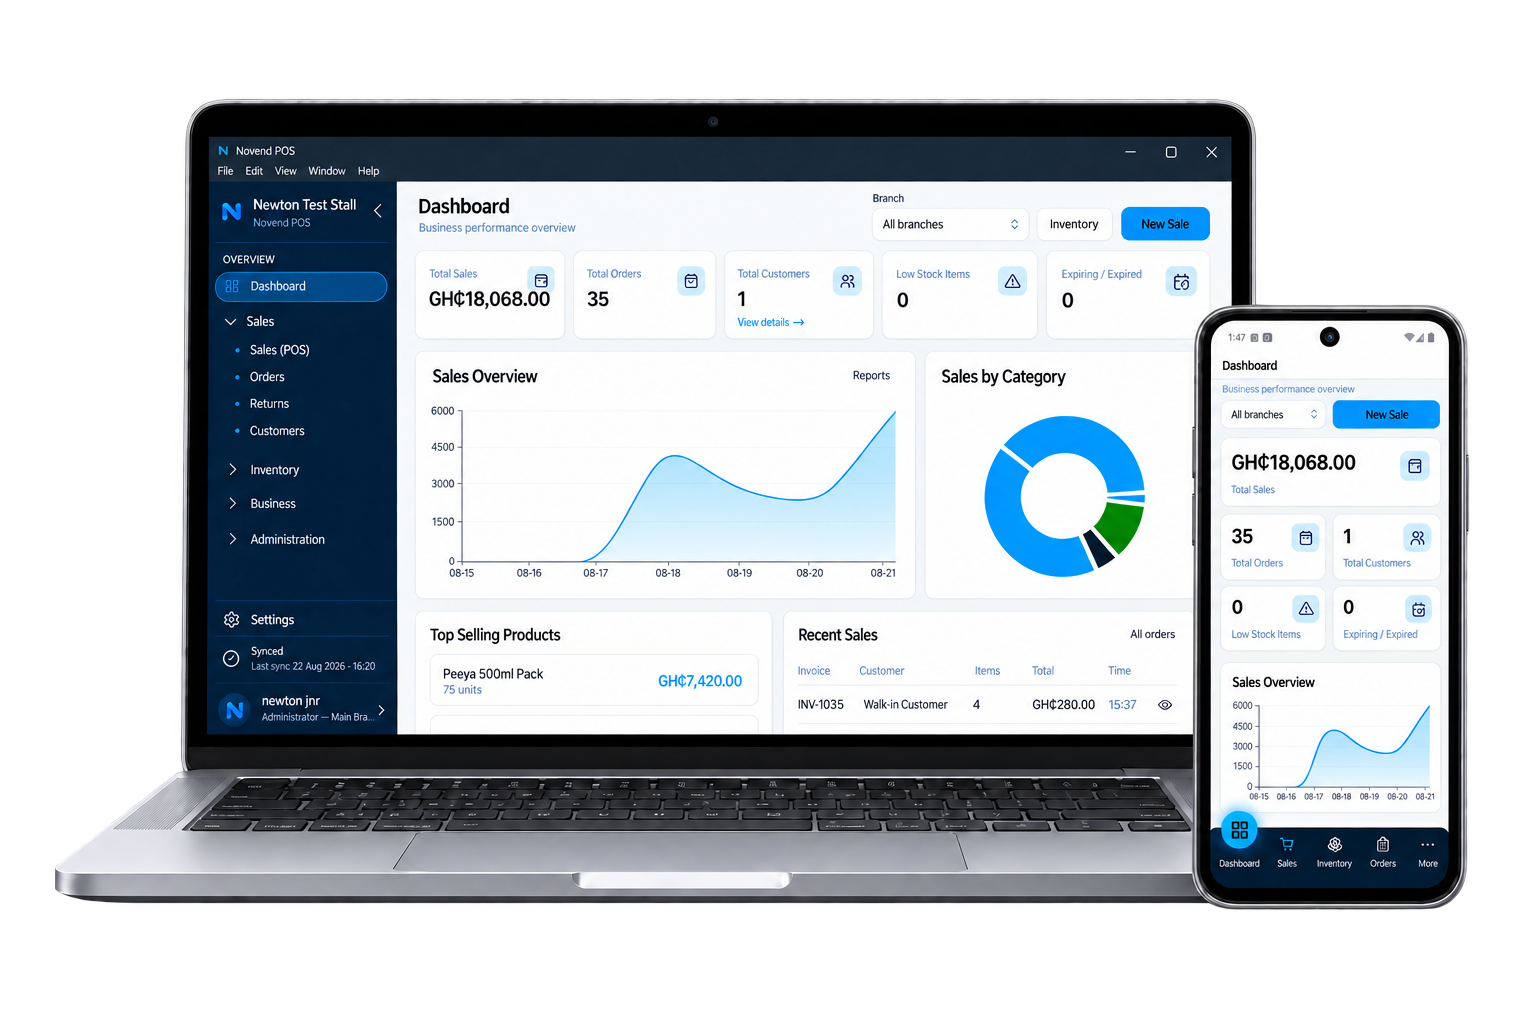 Novend POS
File Edit View Window Help
Newton Test Stall
Novend POS
OVERVIEW
Dashboard
Sales
Sales (POS)
Orders
Returns
Customers
Inventory
Business
Administration
Settings
Synced
Last sync 22 Aug 2026 - 16:20
newton jnr
Administrator — Main Bra...
Dashboard
Business performance overview
Branch
All branches
Inventory
New Sale
Total Sales
GH₵18,068.00
Total Orders
35
Total Customers
1
View details →
Low Stock Items
0
Expiring / Expired
0
Sales Overview
Reports
6000
4500
3000
1500
0
08-15 08-16 08-17 08-18 08-19 08-20 08-21
Sales by Category
Top Selling Products
Peeya 500ml Pack
75 units
GH₵7,420.00
Recent Sales
All orders
Invoice Customer Items Total Time
INV-1035 Walk-in Customer 4 GH₵280.00 15:37
1:47
Dashboard
Business performance overview
All branches
New Sale
GH₵18,068.00
Total Sales
35
Total Orders
1
Total Customers
0
Low Stock Items
0
Expiring / Expired
Sales Overview
6000
4500
3000
1500
0
08-15 08-16 08-17 08-18 08-19 08-20 08-21
Dashboard Sales Inventory Orders More